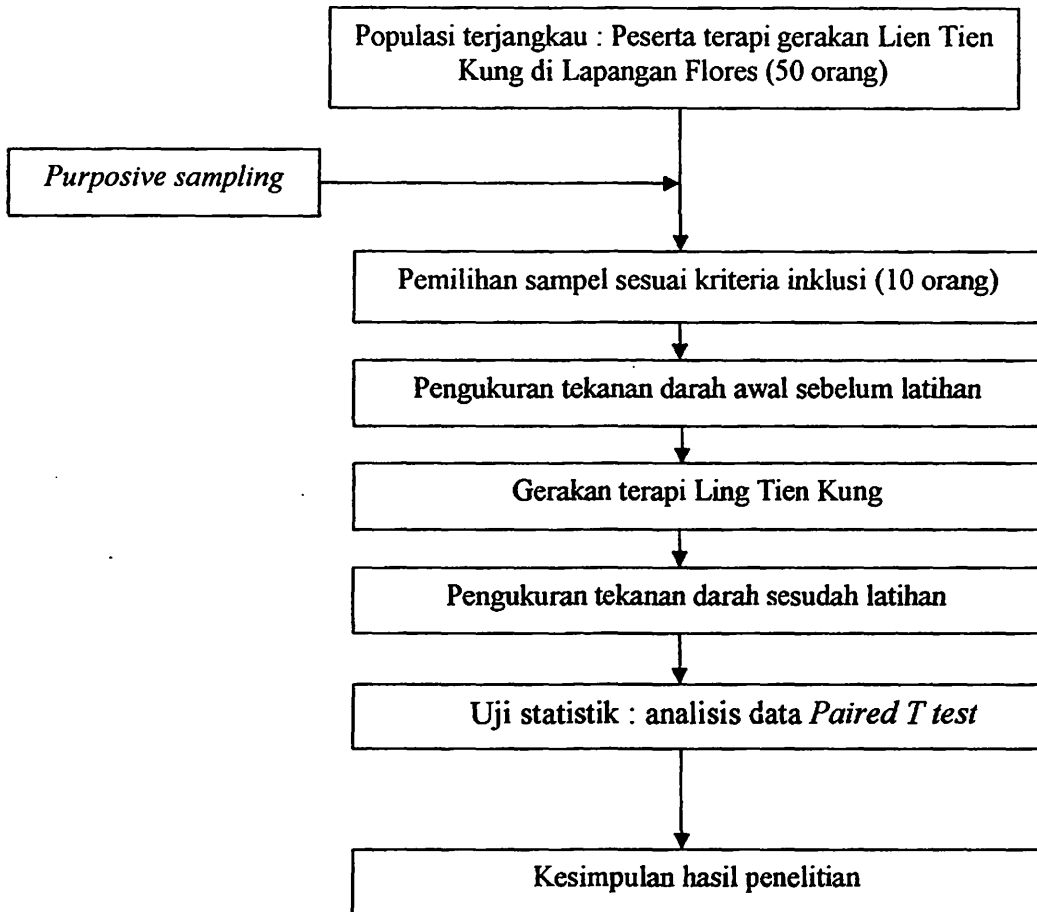 Populasi terjangkau : Peserta terapi gerakan Lien Tien
Kung di Lapangan Flores (50 orang)
Purposive sampling
Pemilihan sampel sesuai kriteria inklusi (10 orang)
Pengukuran tekanan darah awal sebelum latihan
Gerakan terapi Ling Tien Kung
Pengukuran tekanan darah sesudah latihan
Uji statistik : analisis data Paired T test
Kesimpulan hasil penelitian